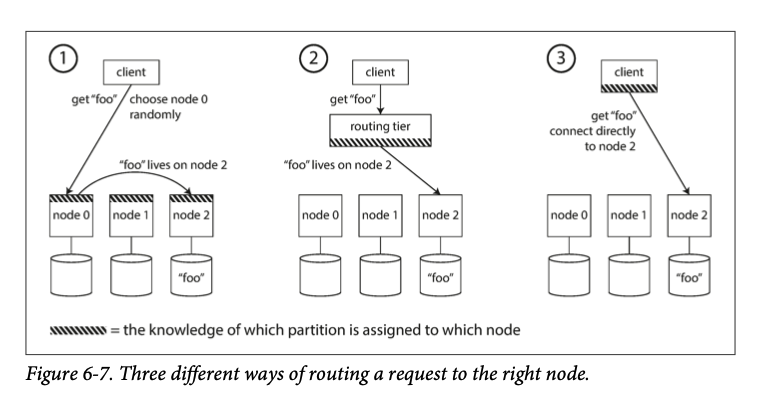 1
client
get “foo”
choose node 0
randomly
“foo” lives on node 2
node 0
node 1
node 2
“foo”
2
client
get “foo”
routing tier
“foo” lives on node 2
node 0
node 1
node 2
“foo”
3
client
get “foo”
connect directly
to node 2
node 0
node 1
node 2
“foo”
= the knowledge of which partition is assigned to which node
Figure 6-7. Three different ways of routing a request to the right node.